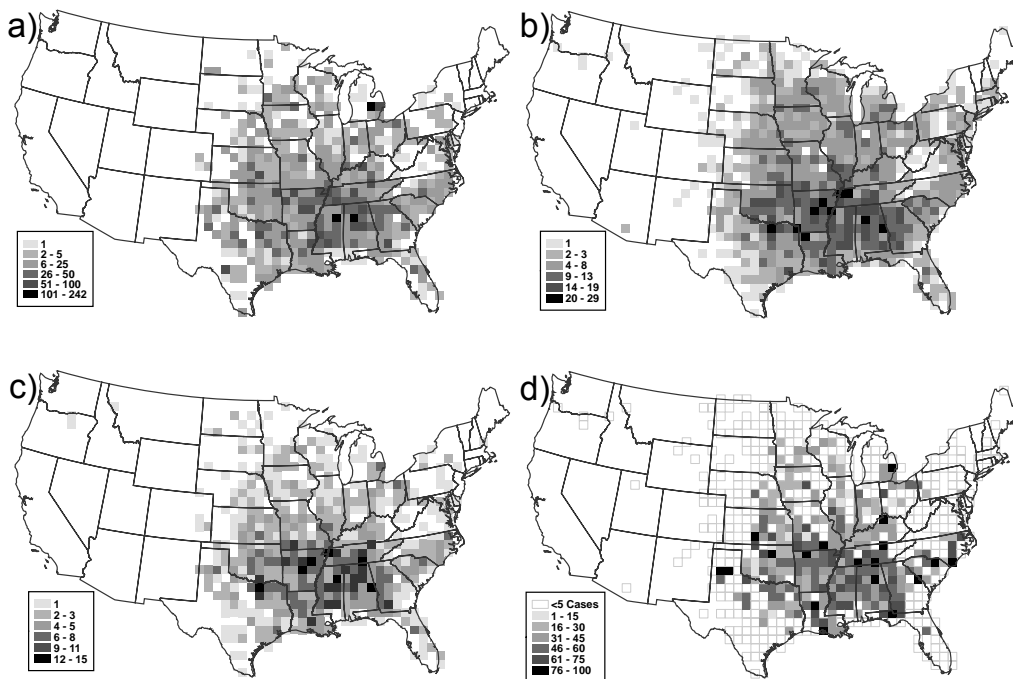 a)
1
2 - 5
6 - 25
26 - 50
51 - 100
101 - 242
b)
1
2 - 3
4 - 8
9 - 13
14 - 19
20 - 29
c)
1
2 - 3
4 - 5
6 - 8
9 - 11
12 - 15
d)
<5 Cases
1 - 15
16 - 30
31 - 45
46 - 60
61 - 75
76 - 100